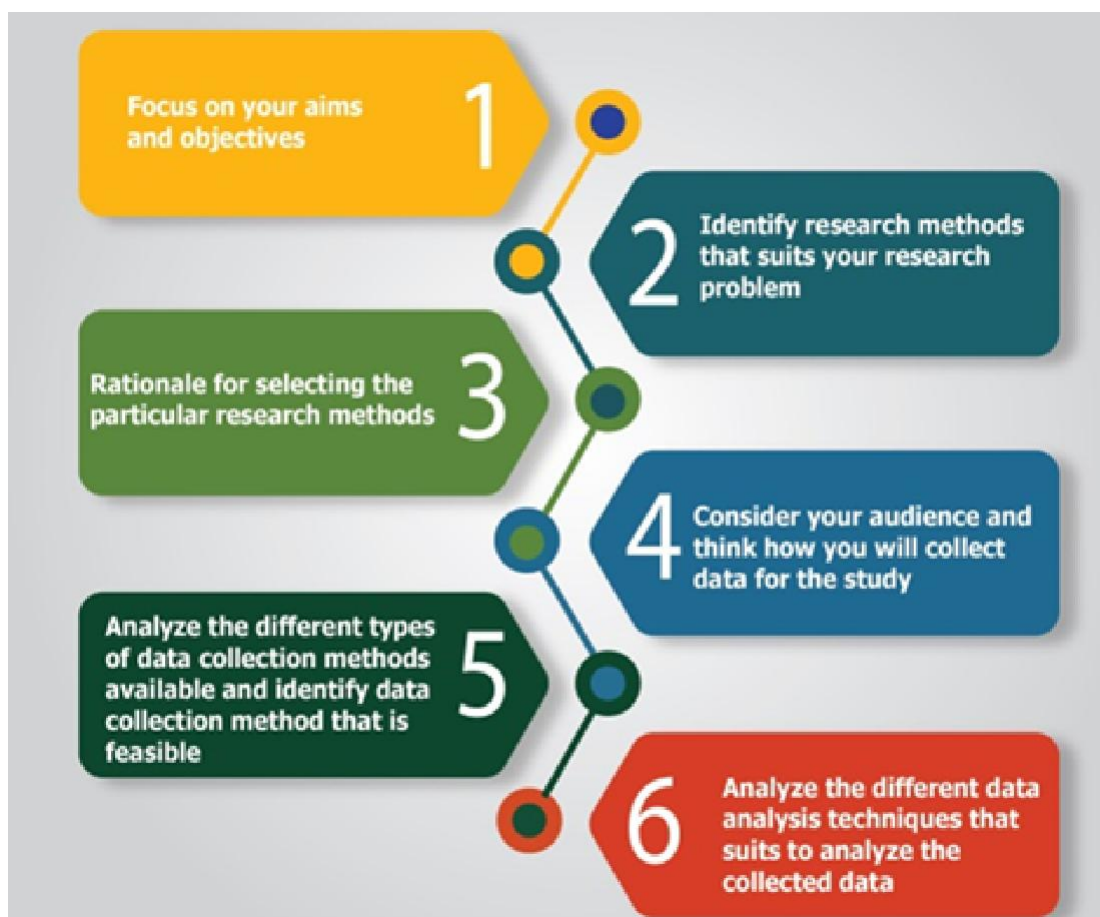 Focus on your aims
and objectives
1
2
Identify research methods
that suits your research
problem
Rationale for selecting the
particular research methods
3
4
Consider your audience and
think how you will collect
data for the study
Analyze the different types
of data collection methods
available and identify data
collection method that is
feasible
5
6
Analyze the different data
analysis techniques that
suits to analyze the
collected data